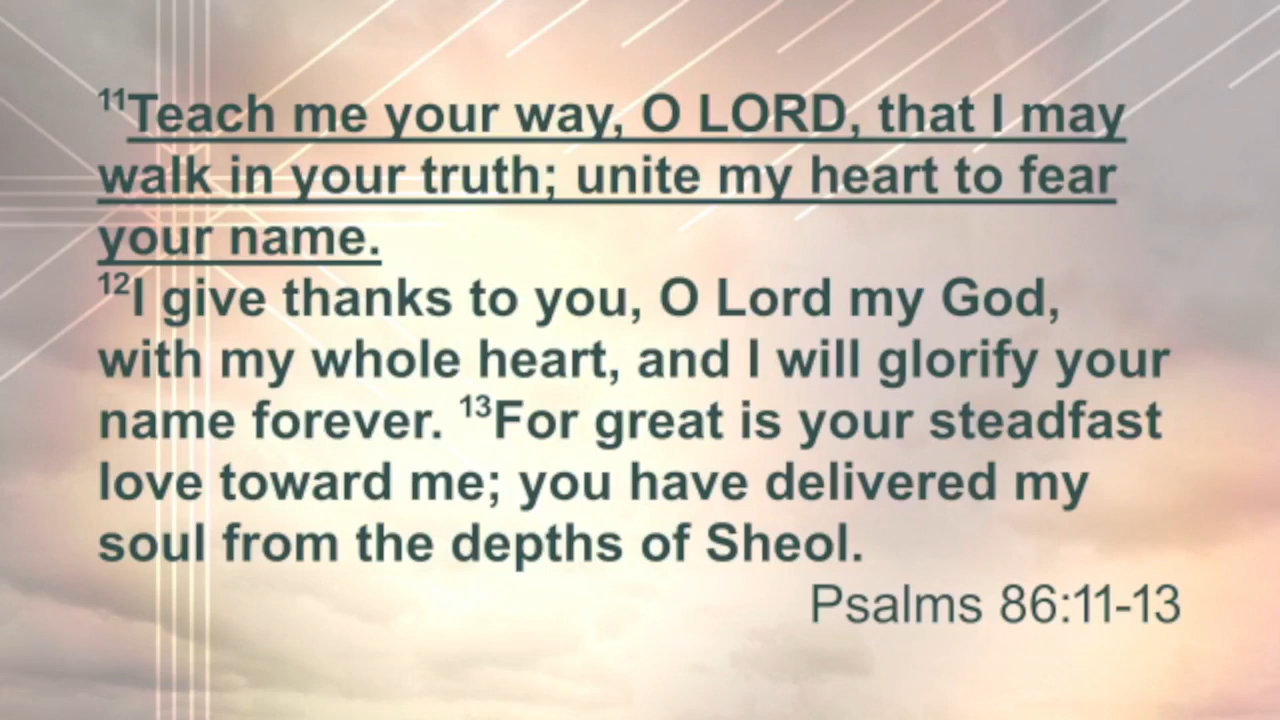 11Teach me your way, O LORD, that I may
walk in your truth; unite my heart to fear
your name.
12I give thanks to you, O Lord my God,
with my whole heart, and I will glorify your
name forever. 13For great is your steadfast
love toward me; you have delivered my
soul from the depths of Sheol.
Psalms 86:11-13